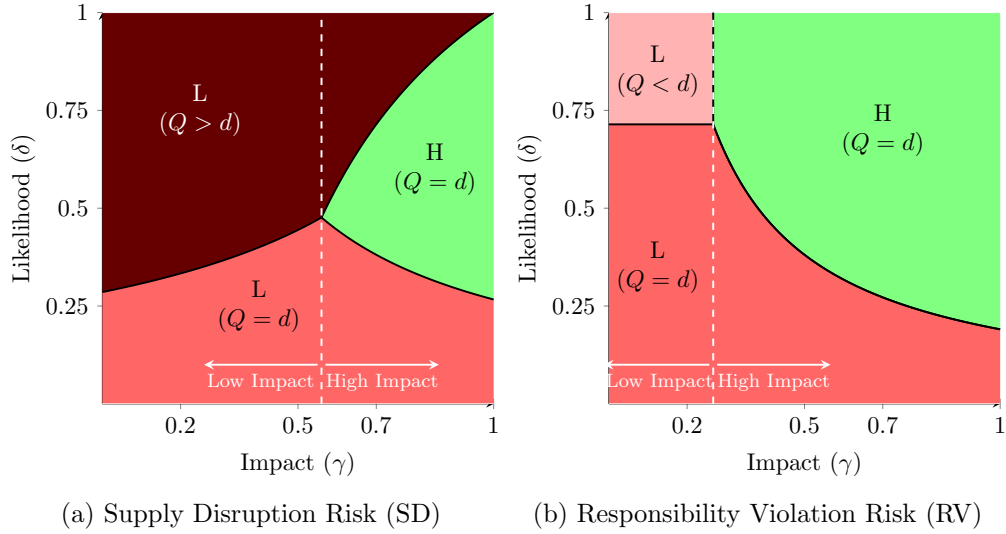 1
0.75
0.5
0.25
Likelihood (δ)
L
(Q > d)
H
(Q = d)
L
(Q = d)
Low Impact
High Impact
0.2
0.5
0.7
1
Impact (γ)
(a) Supply Disruption Risk (SD)
1
0.75
0.5
0.25
Likelihood (δ)
L
(Q < d)
H
(Q = d)
L
(Q = d)
Low Impact
High Impact
0.2
0.5
0.7
1
Impact (γ)
(b) Responsibility Violation Risk (RV)